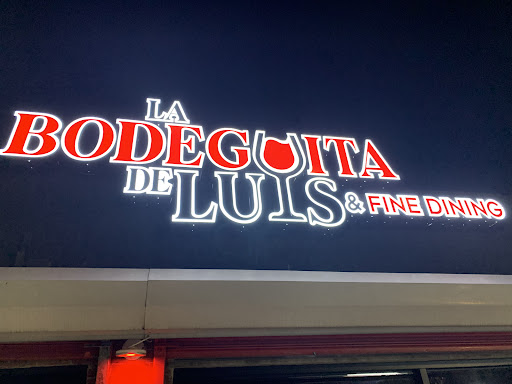 LA
BODEGUITA
DE LUIS & FINE DINING